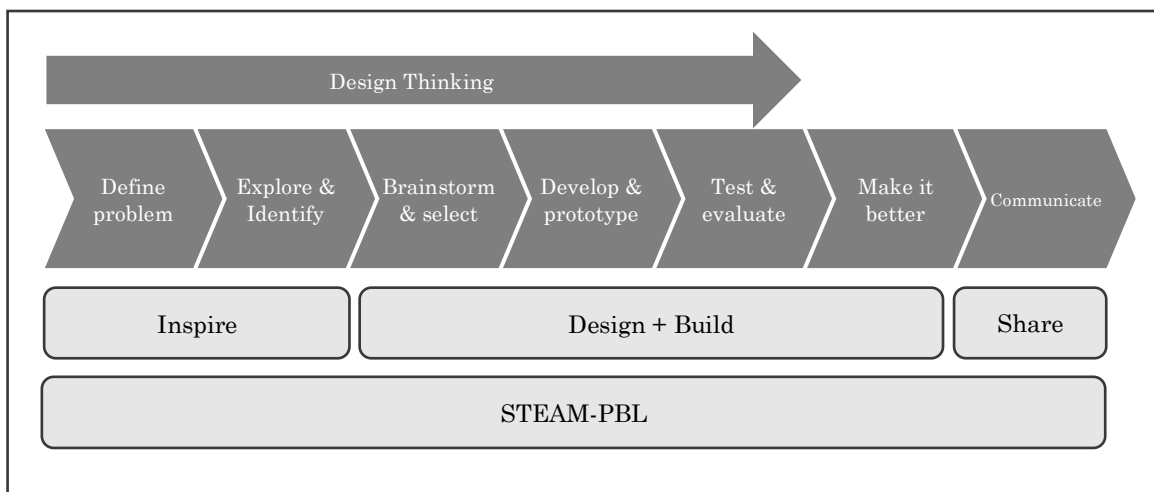 Design Thinking
Define
problem
Explore &
Identify
Brainstorm
& select
Develop &
prototype
Test &
evaluate
Make it
better
Communicate
Inspire
Design + Build
Share
STEAM-PBL